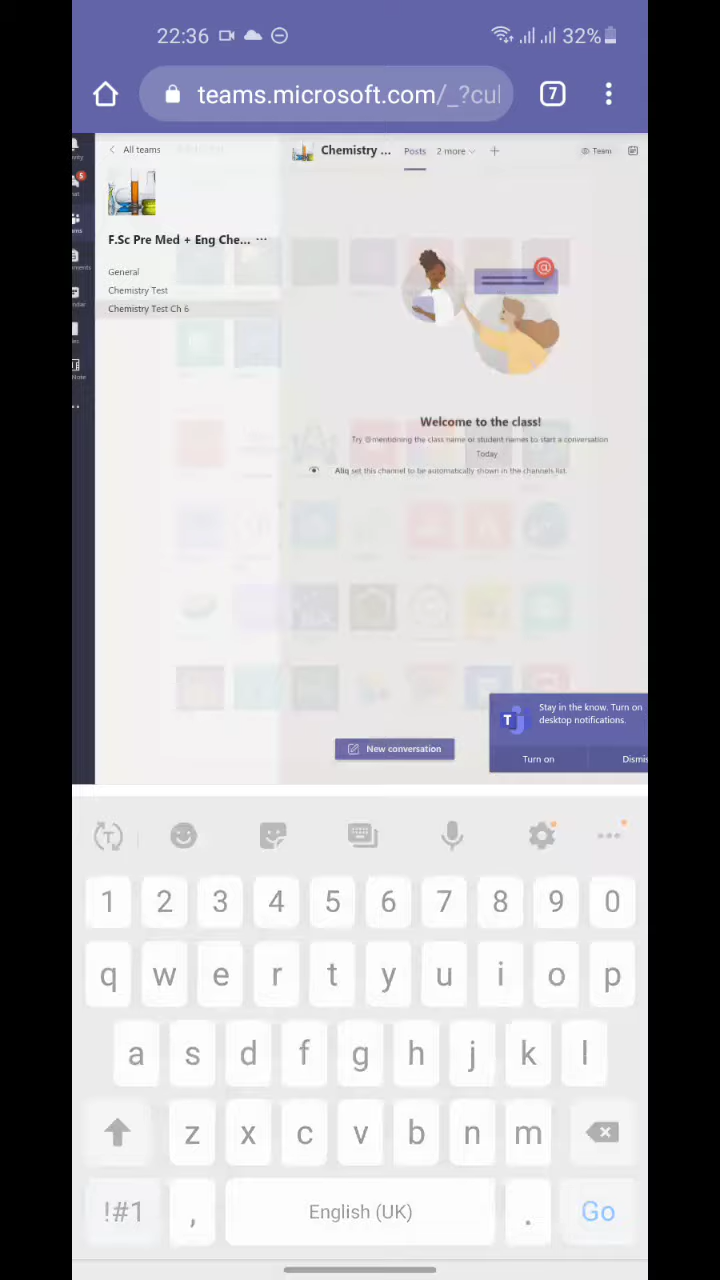 22:36 32%
teams.microsoft.com/_?cul
7
All teams
Chemistry ... Posts 2 more + Team
5
F.Sc Pre Med + Eng Che... ...
General
Chemistry Test
Chemistry Test Ch 6
@
Welcome to the class!
Try @mentioning the class name or student names to start a conversation
Today
Aliq set this channel to be automatically shown in the channels list.
Stay in the know. Turn on
desktop notifications.
T
New conversation
Turn on Dismis
T
1 2 3 4 5 6 7 8 9 0
q w e r t y u i o p
a s d f g h j k l
z x c v b n m
!#1 , English (UK) . Go